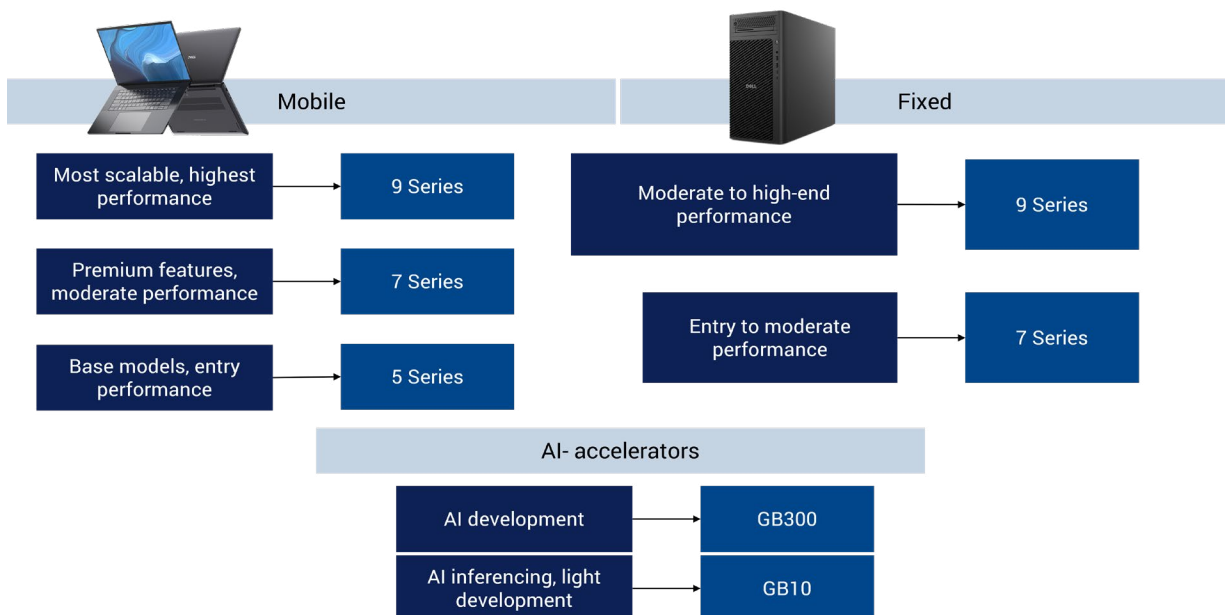 Mobile
Fixed
Most scalable, highest
performance
9 Series
Premium features,
moderate performance
7 Series
Base models, entry
performance
5 Series
Moderate to high-end
performance
9 Series
Entry to moderate
performance
7 Series
AI- accelerators
AI development
GB300
AI inferencing, light
development
GB10
DELL